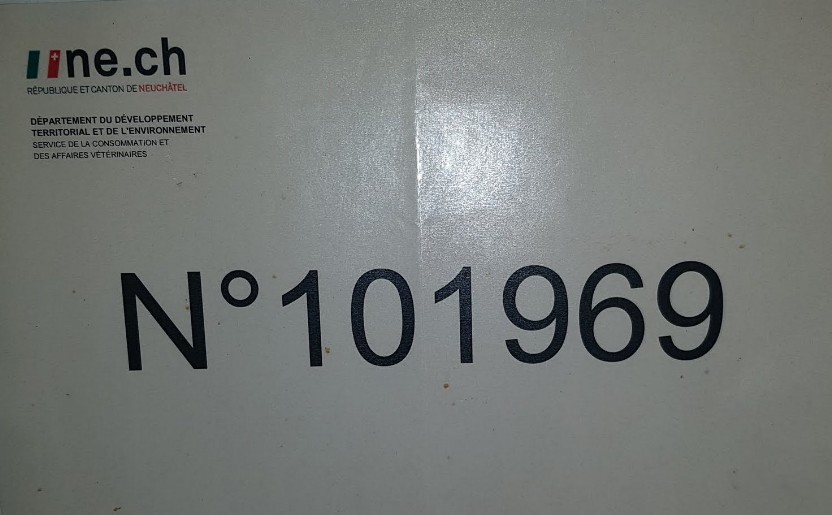 ne.ch
RÉPUBLIQUE ET CANTON DE NEUCHÂTEL
DÉPARTEMENT DU DÉVELOPPEMENT
TERRITORIAL ET DE L'ENVIRONNEMENT
SERVICE DE LA CONSOMMATION ET
DES AFFAIRES VÉTÉRINAIRES
N°101969